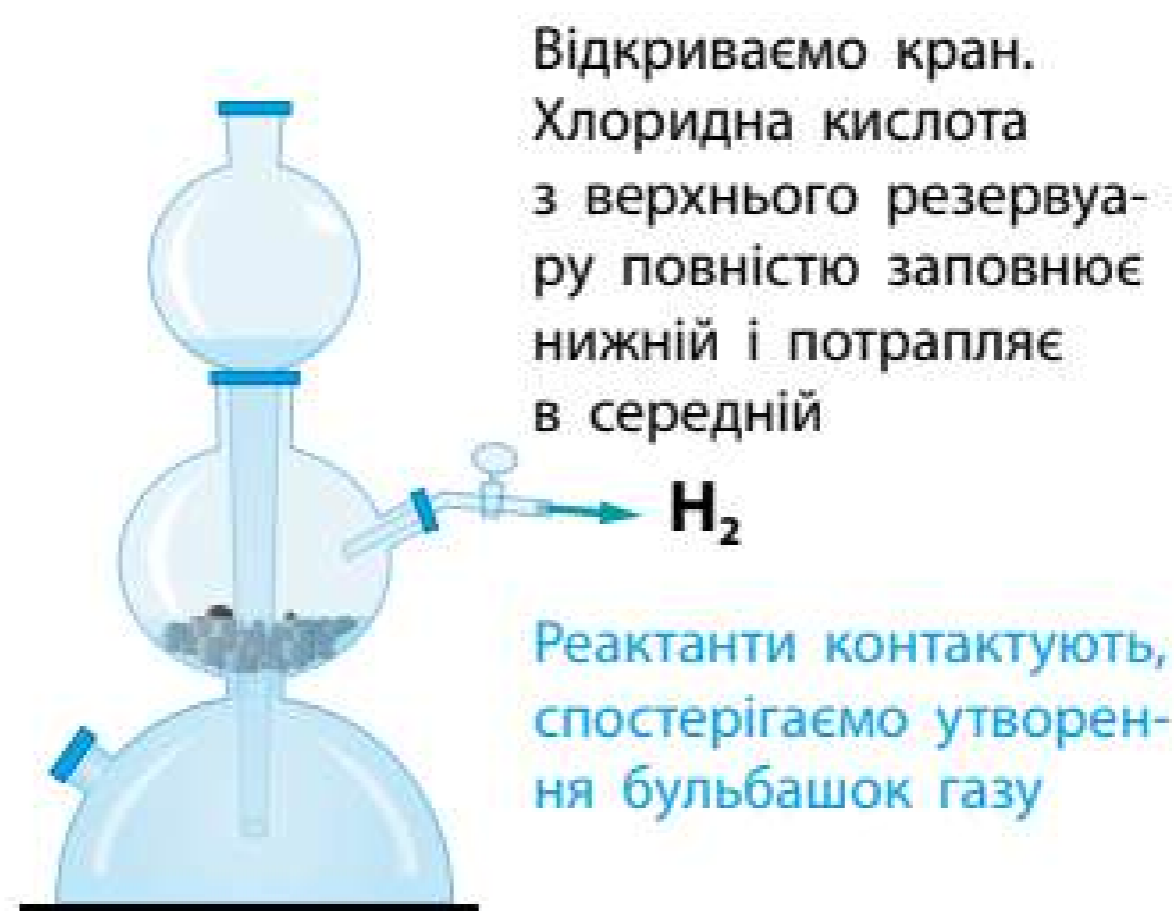 Відкриваємо кран.
Хлоридна кислота
з верхнього резервуа-
ру повністю заповнює
нижній і потрапляє
в середній
H₂
Реактанти контактують,
спостерігаємо утворен-
ня бульбашок газу